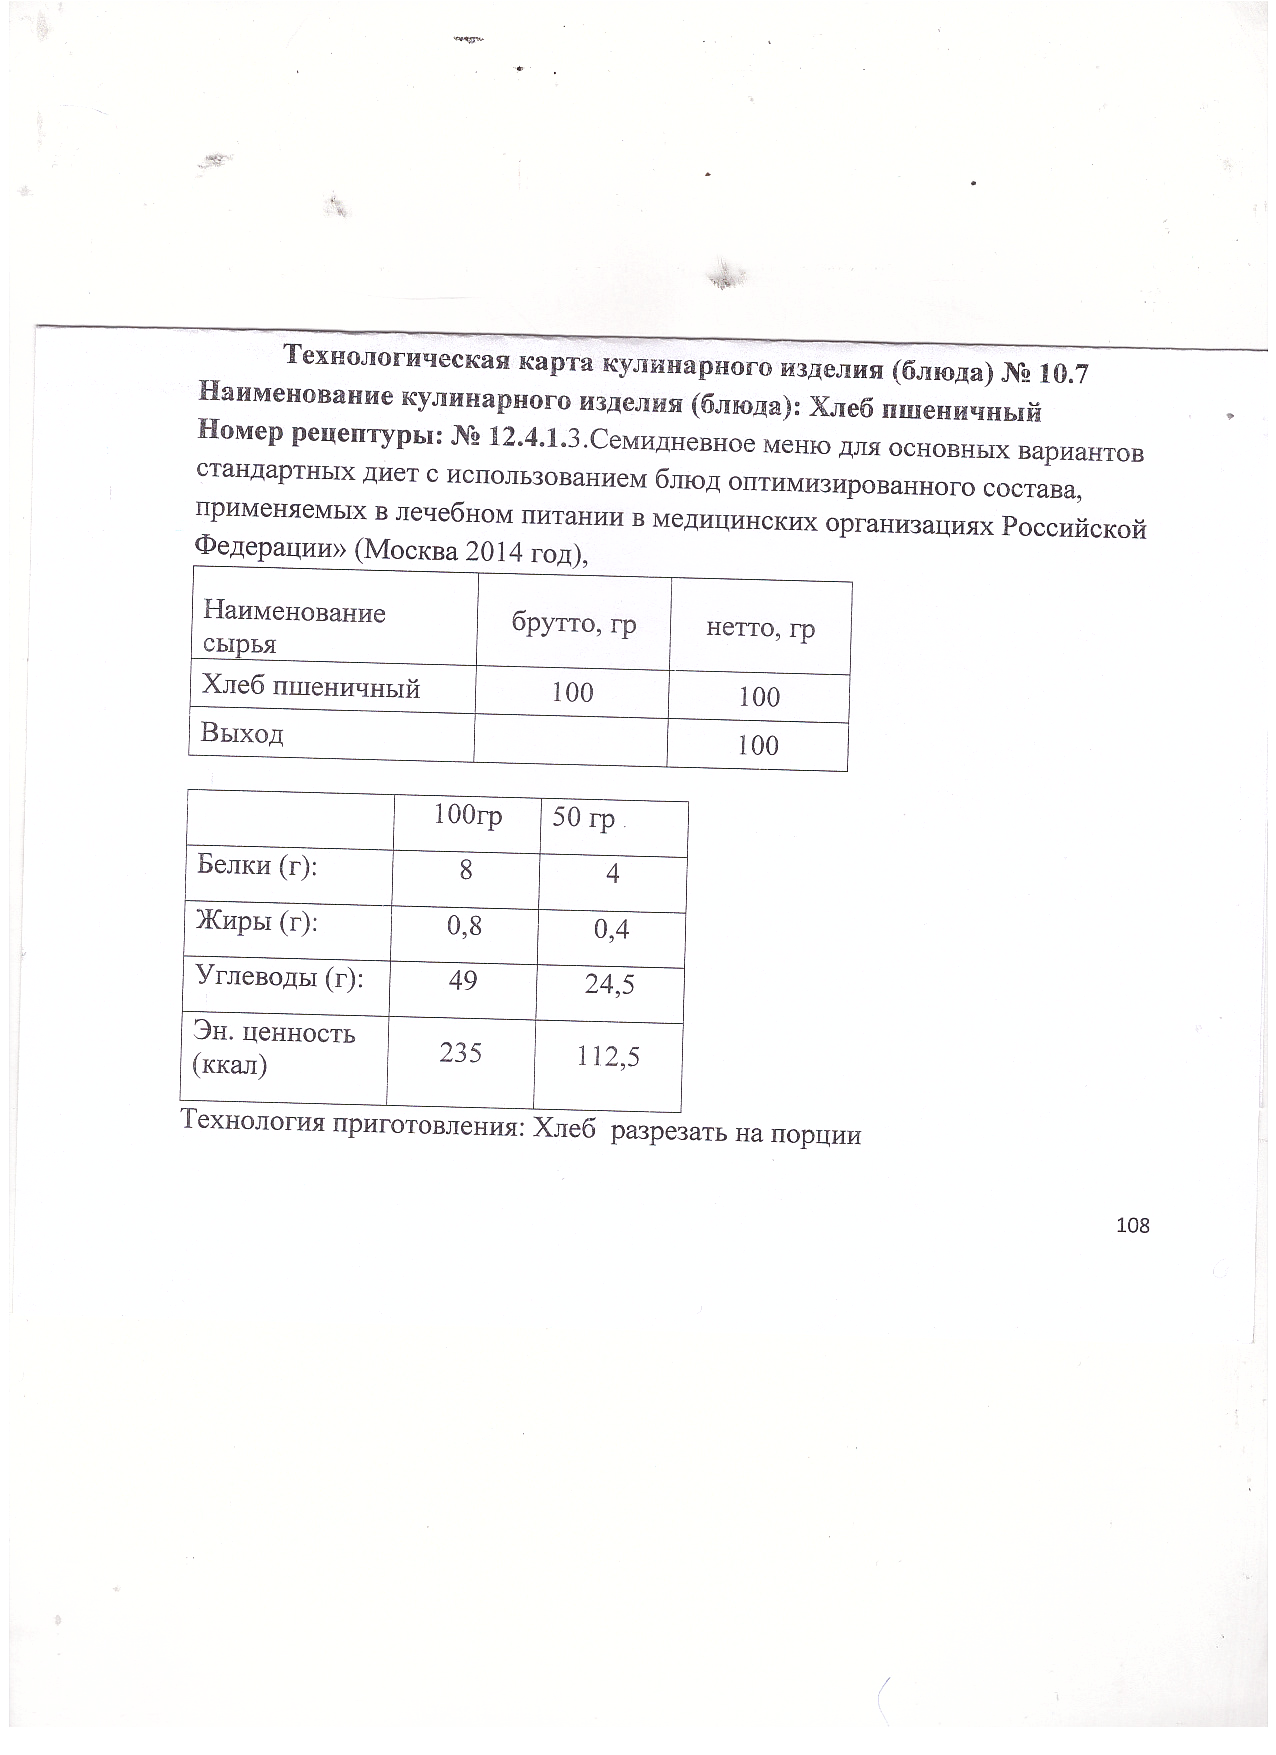 Технологическая карта кулинарного изделия (блюда) № 10.7
Наименование кулинарного изделия (блюда): Хлеб пшеничный
Номер рецептуры: № 12.4.1.3.Семидневное меню для основных вариантов
стандартных диет с использованием блюд оптимизированного состава,
применяемых в лечебном питании в медицинских организациях Российской
Федерации» (Москва 2014 год),
Наименование
сырья
брутто, гр
нетто, гр
Хлеб пшеничный 100 100
Выход 100
100гр 50 гр
Белки (г): 8 4
Жиры (г): 0,8 0,4
Углеводы (г): 49 24,5
Эн. ценность
(ккал)
235 112,5
Технология приготовления: Хлеб разрезать на порции
108